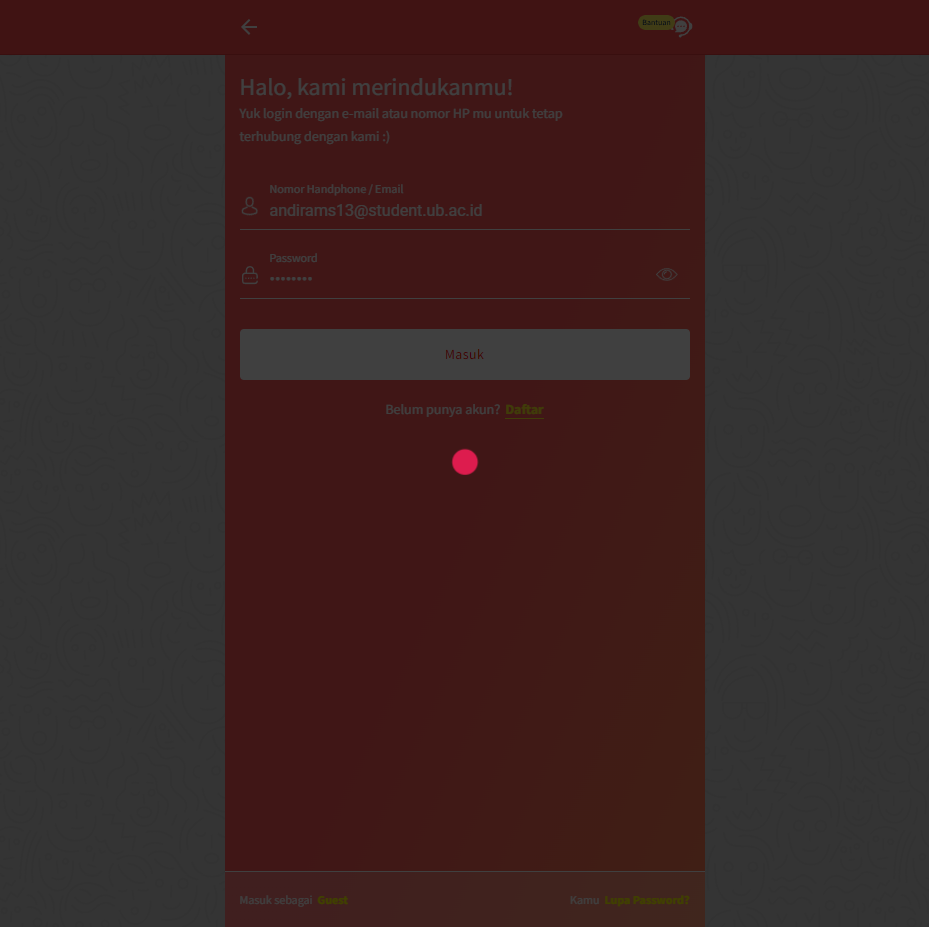 Bantuan
Halo, kami merindukanmu!
Yuk login dengan e-mail atau nomor HP mu untuk tetap
terhubung dengan kami :)
Nomor Handphone / Email
andirams13@student.ub.ac.id
Password
••••••••
Masuk
Belum punya akun? Daftar
Masuk sebagai Guest
Kamu Lupa Password?